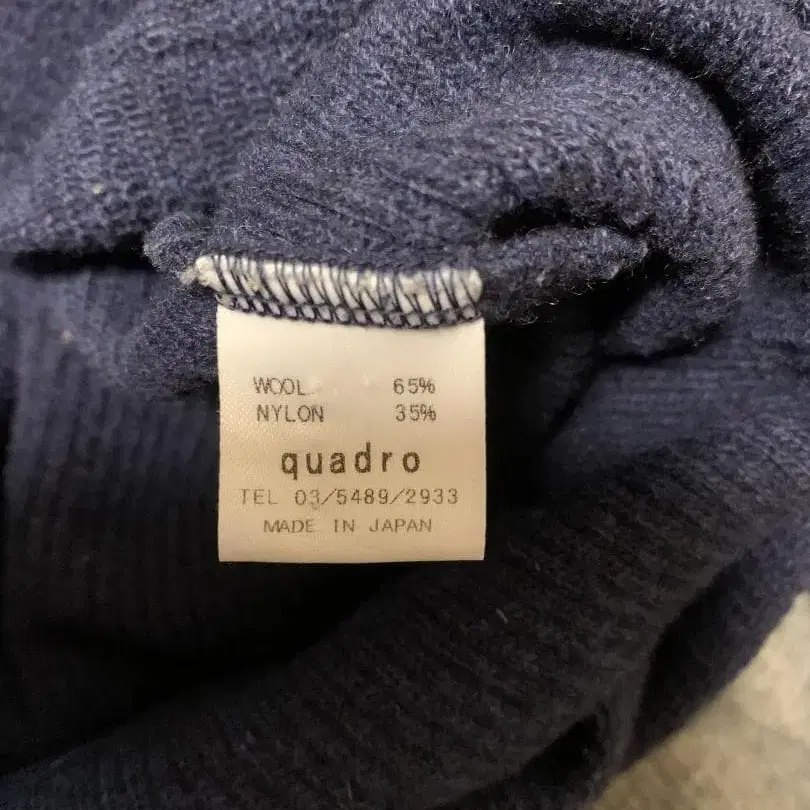 WOOL 65%
NYLON 35%
quadro
TEL 03/5489/2933
MADE IN JAPAN